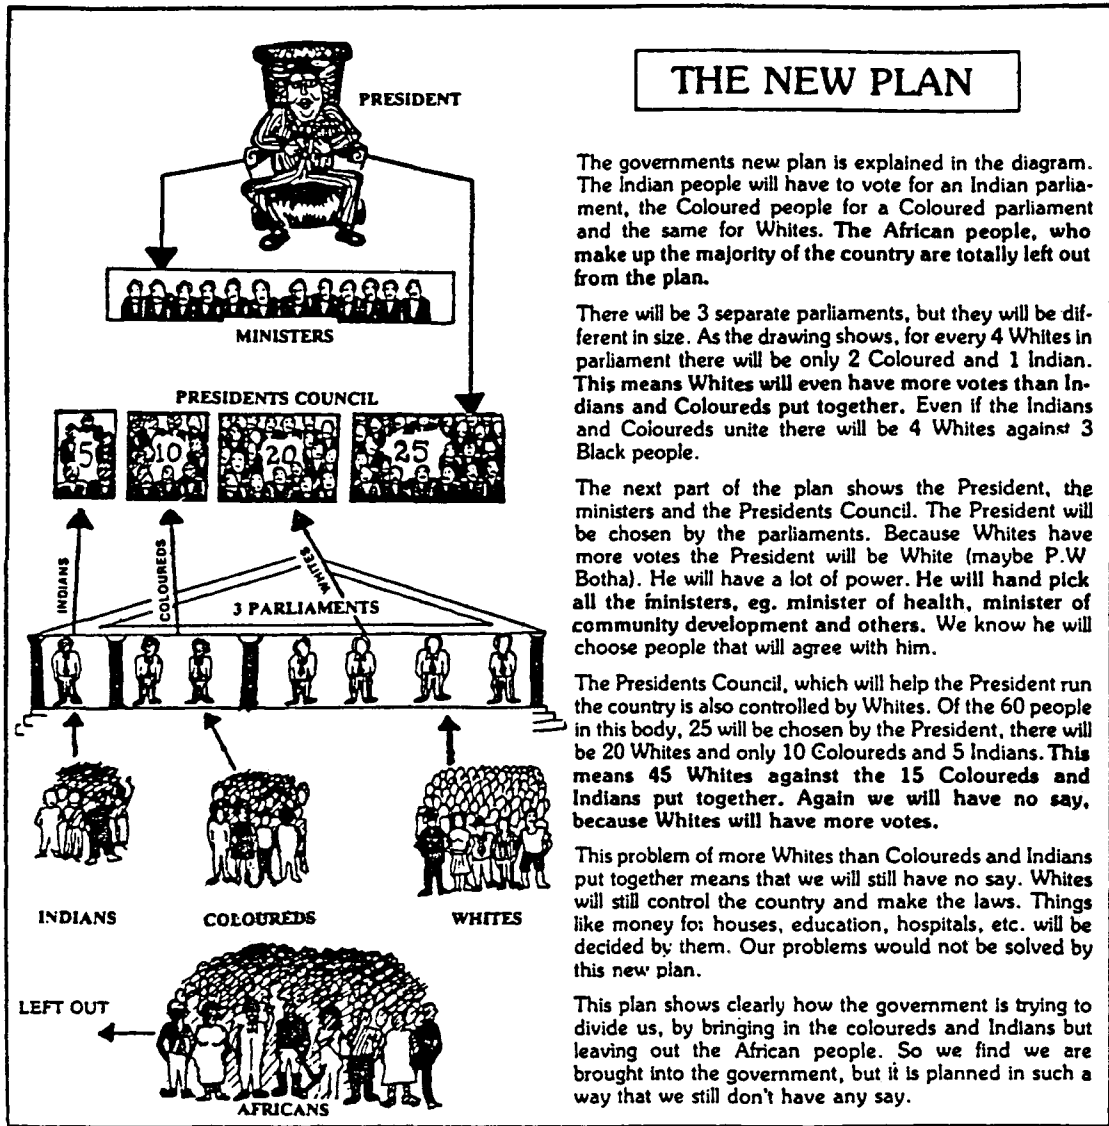 PRESIDENT
MINISTERS
PRESIDENTS COUNCIL
5
10
20
25
INDIANS
COLOUREDS
WHITES
3 PARLIAMENTS
INDIANS
COLOUREDS
WHITES
LEFT OUT
AFRICANS
THE NEW PLAN
The governments new plan is explained in the diagram.
The Indian people will have to vote for an Indian parlia-
ment, the Coloured people for a Coloured parliament
and the same for Whites. The African people, who
make up the majority of the country are totally left out
from the plan.
There will be 3 separate parliaments, but they will be dif-
ferent in size. As the drawing shows, for every 4 Whites in
parliament there will be only 2 Coloured and 1 Indian.
This means Whites will even have more votes than In-
dians and Coloureds put together. Even if the Indians
and Coloureds unite there will be 4 Whites against 3
Black people.
The next part of the plan shows the President, the
ministers and the Presidents Council. The President will
be chosen by the parliaments. Because Whites have
more votes the President will be White (maybe P.W
Botha). He will have a lot of power. He will hand pick
all the ministers, eg. minister of health, minister of
community development and others. We know he will
choose people that will agree with him.
The Presidents Council, which will help the President run
the country is also controlled by Whites. Of the 60 people
in this body, 25 will be chosen by the President, there will
be 20 Whites and only 10 Coloureds and 5 Indians. This
means 45 Whites against the 15 Coloureds and
Indians put together. Again we will have no say,
because Whites will have more votes.
This problem of more Whites than Coloureds and Indians
put together means that we will still have no say. Whites
will still control the country and make the laws. Things
like money for houses, education, hospitals, etc. will be
decided by them. Our problems would not be solved by
this new plan.
This plan shows clearly how the government is trying to
divide us, by bringing in the coloureds and Indians but
leaving out the African people. So we find we are
brought into the government, but it is planned in such a
way that we still don't have any say.